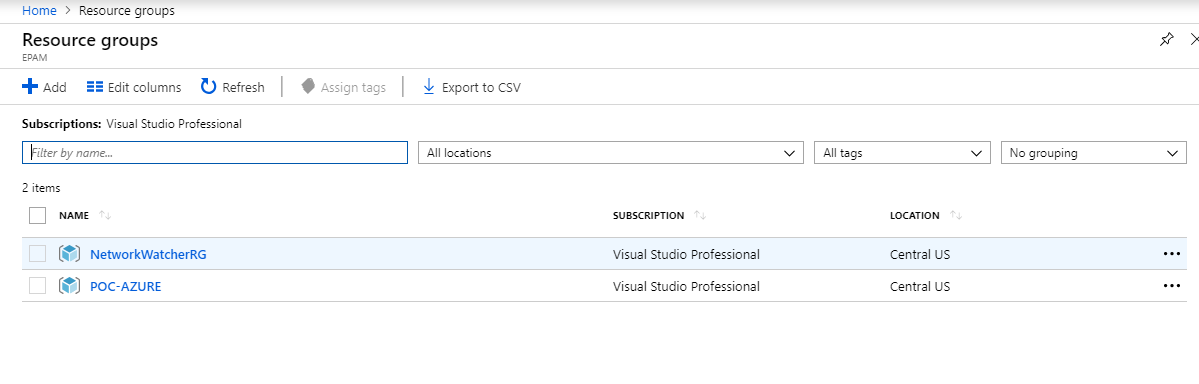 Home > Resource groups
Resource groups
EPAM
Add Edit columns Refresh Assign tags Export to CSV
Subscriptions: Visual Studio Professional
Filter by name... All locations All tags No grouping
2 items
NAME SUBSCRIPTION LOCATION
NetworkWatcherRG Visual Studio Professional Central US
POC-AZURE Visual Studio Professional Central US